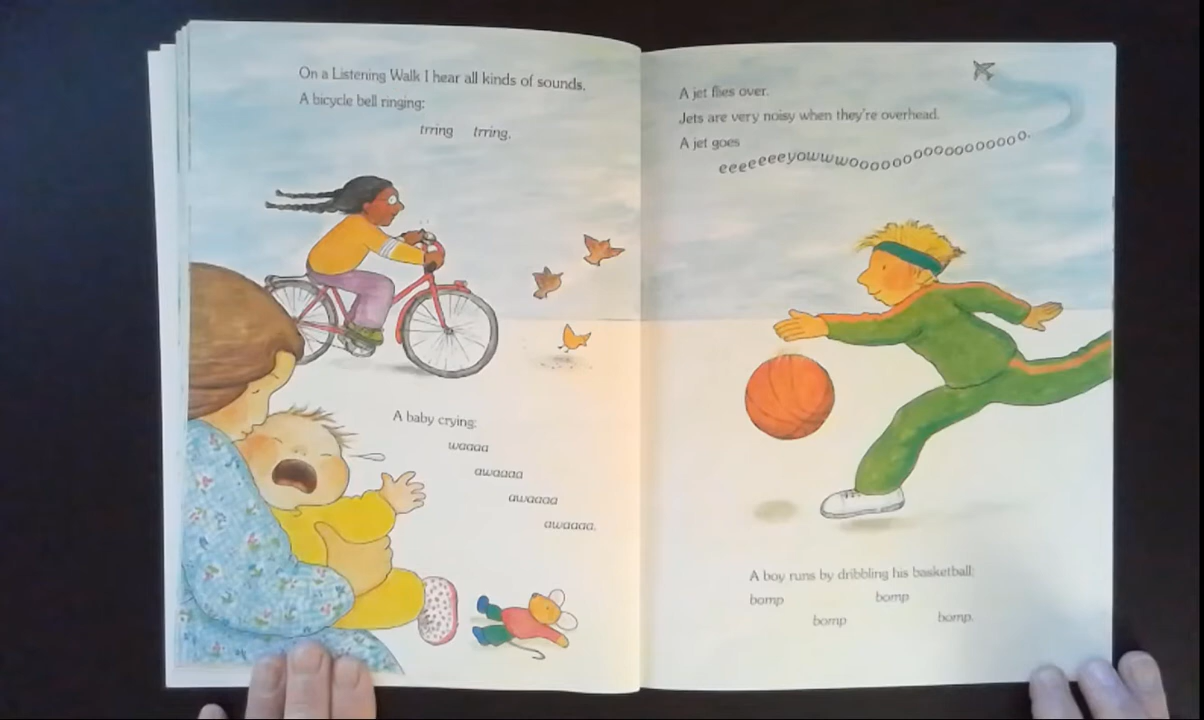 On a Listening Walk I hear all kinds of sounds.
A bicycle bell ringing:
trring trring.
A baby crying:
waaaa
awaaaa
awaaaa
awaaaa.
A jet flies over.
Jets are very noisy when they're overhead.
A jet goes
eeeeeeeyowwwoooooooooooooooooo.
A boy runs by dribbling his basketball:
bomp bomp
bomp bomp.